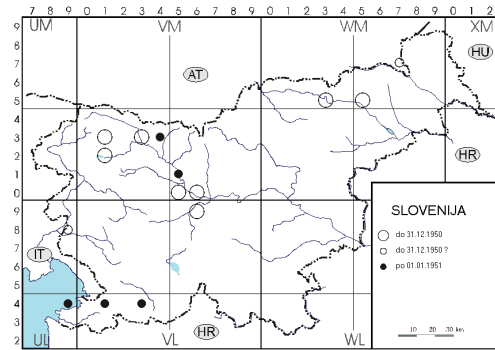 7 8 9 0 1 2 3 4 5 6 7 8 9 0 1 2 3 4 5 6 7 8 9 0 1 2
9 UM VM WM XM
8 HU
7 AT
6
5
4
3 HR
2
1
0 SLOVENIJA
9 do 31.12.1950
8 do 31.12.1950 ?
7 IT po 01.01.1951
6
5
4
3 10 20 30 km
2 UL VL HR WL